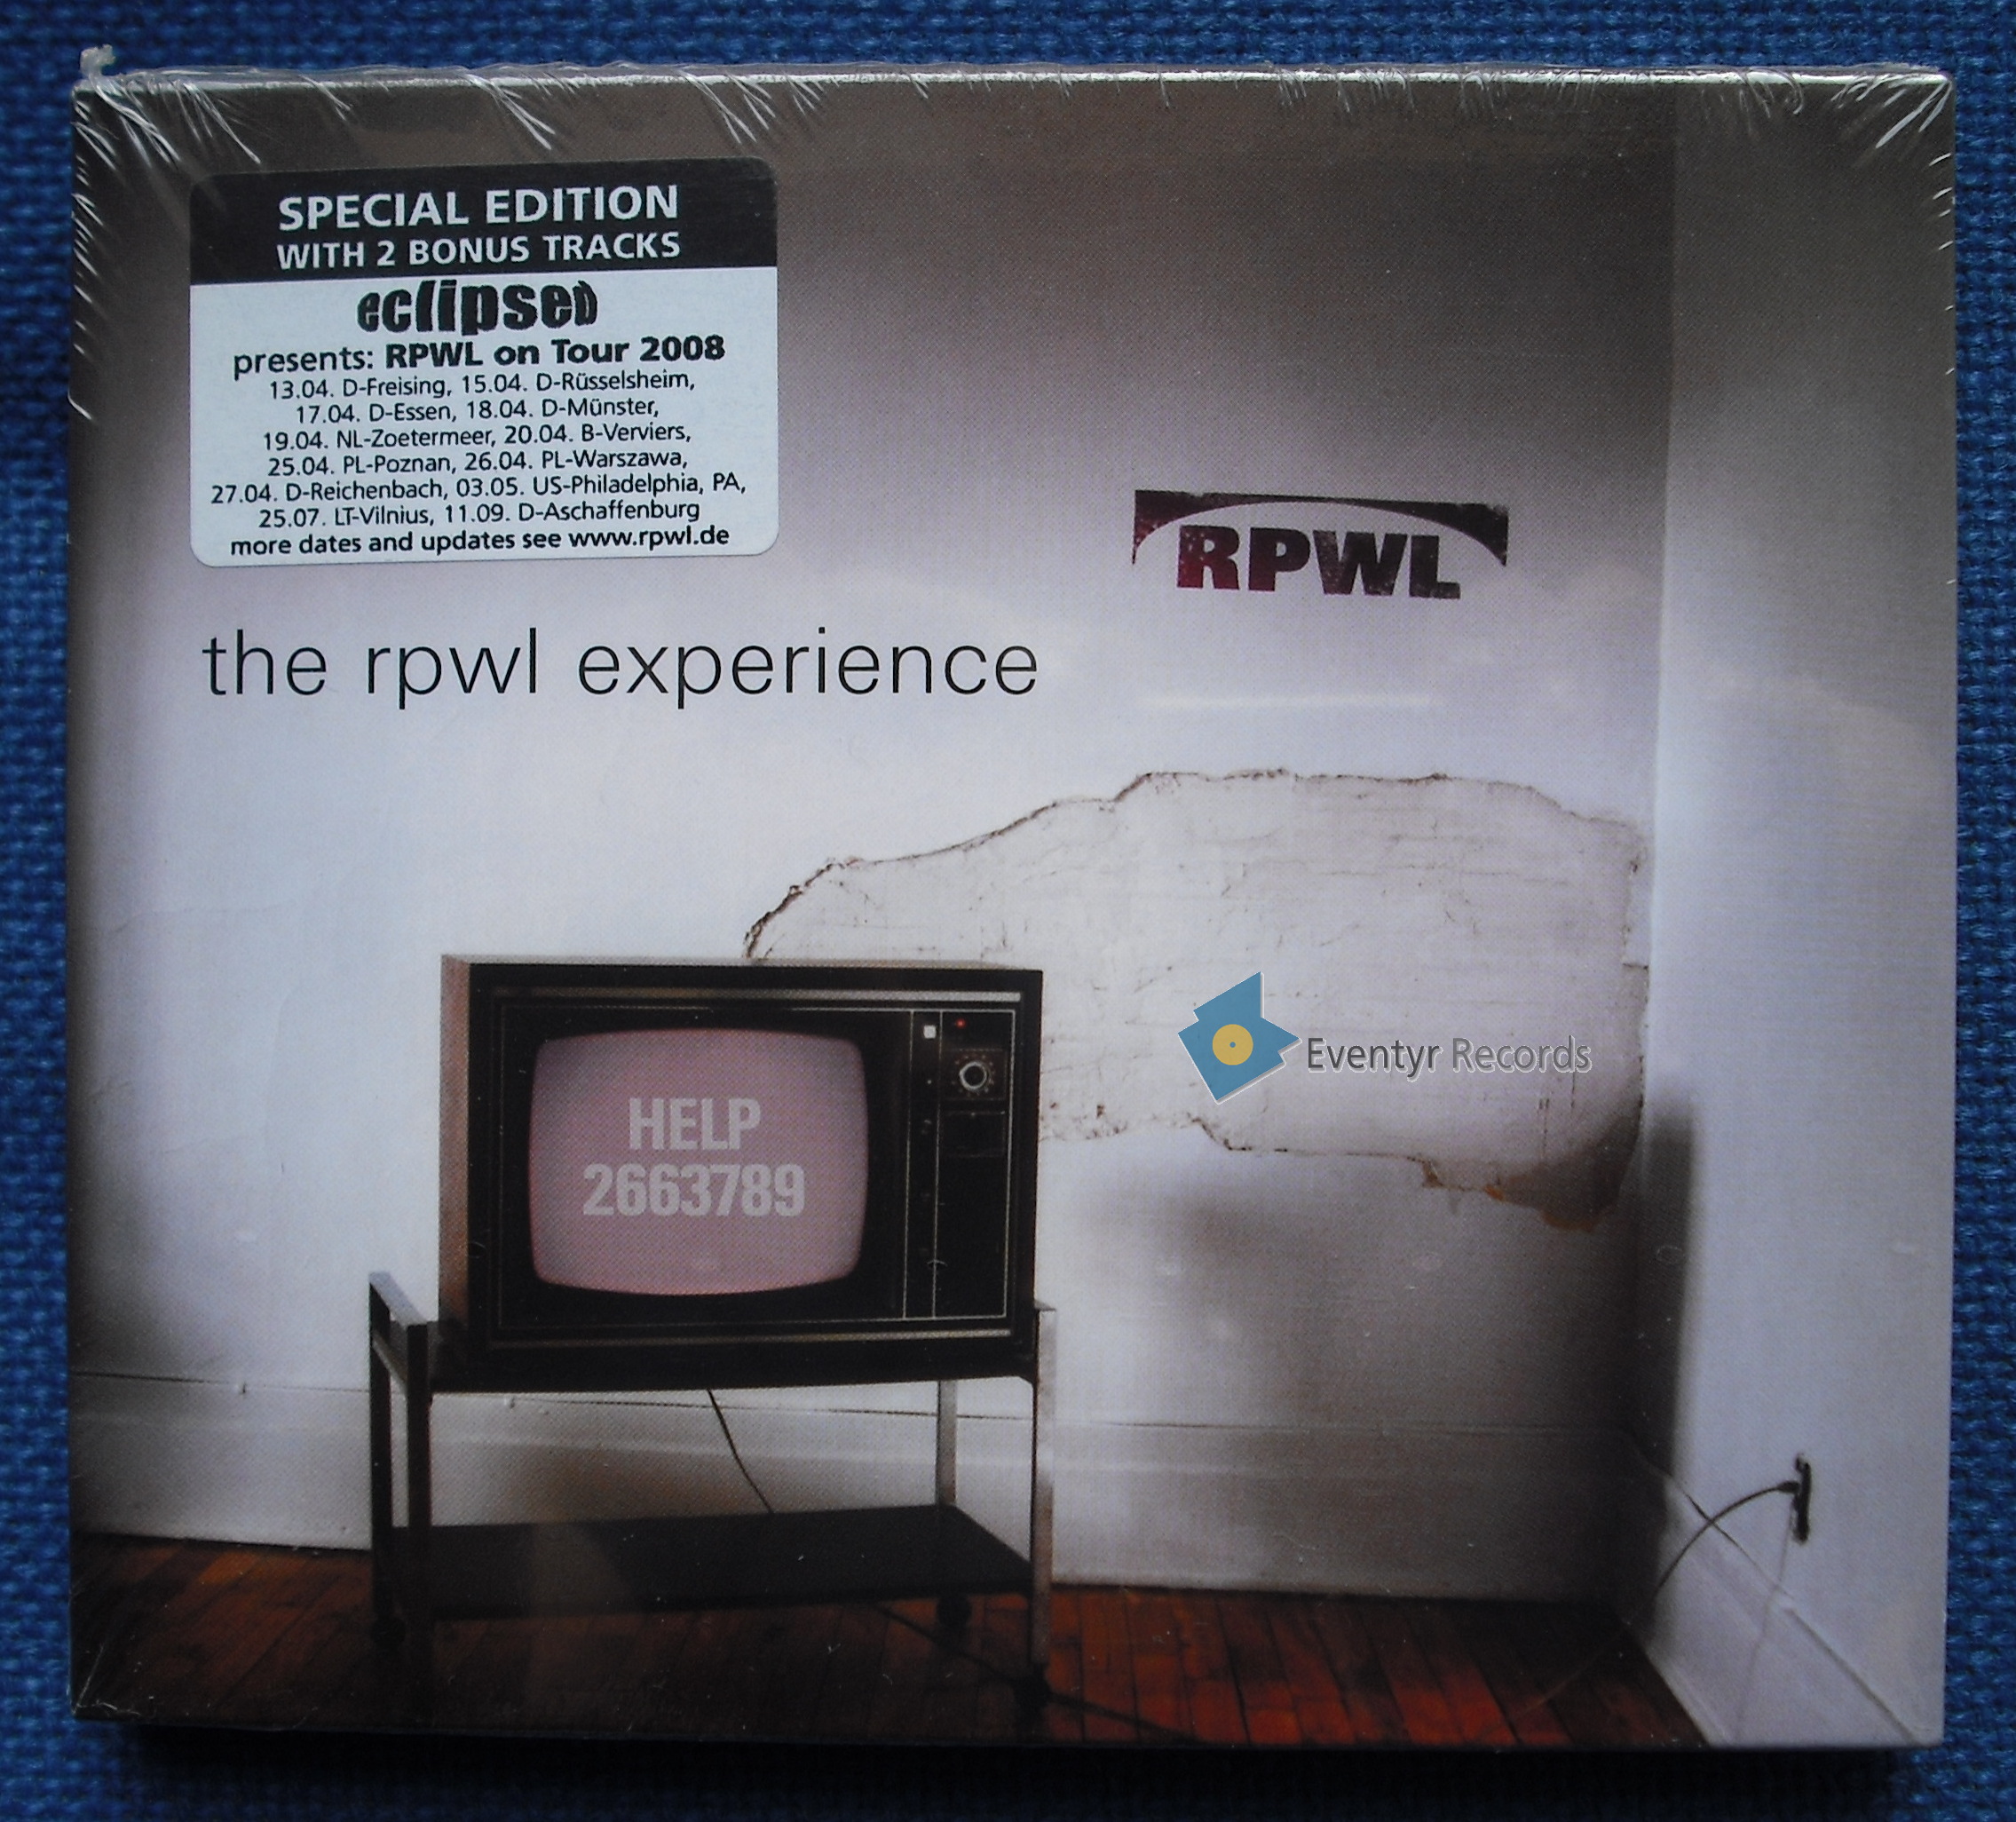 SPECIAL EDITION
WITH 2 BONUS TRACKS
eclipsed
presents: RPWL on Tour 2008
13.04. D-Freising, 15.04. D-Rüsselsheim,
17.04. D-Essen, 18.04. D-Münster,
19.04. NL-Zoetermeer, 20.04. B-Verviers,
25.04. PL-Poznan, 26.04. PL-Warszawa,
27.04. D-Reichenbach, 03.05. US-Philadelphia, PA,
25.07. LT-Vilnius, 11.09. D-Aschaffenburg
more dates and updates see www.rpwl.de
RPWL
the rpwl experience
Eventyr Records
HELP
2663789